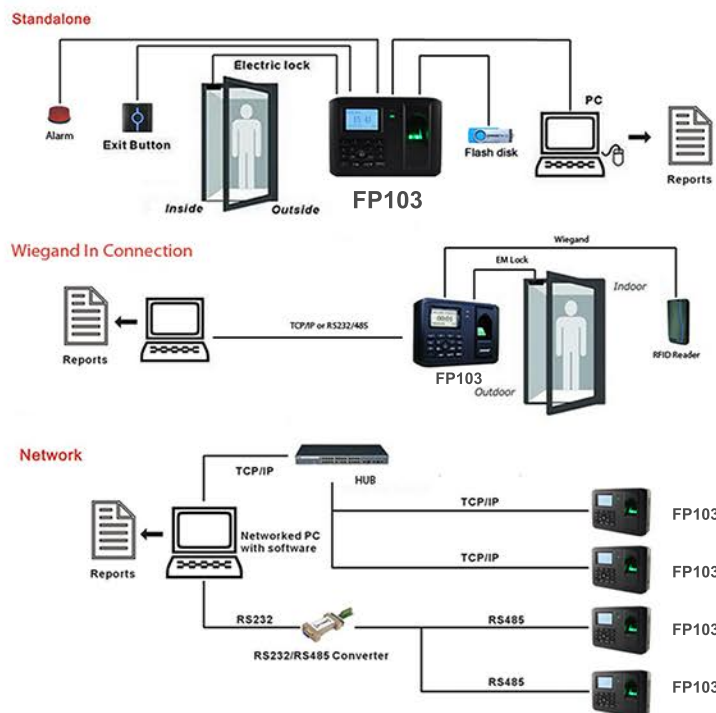 Standalone
Electric lock
PC
Alarm
Exit Button
Flash disk
Reports
Inside
Outside
FP103
Wiegand In Connection
Wiegand
EM Lock
Indoor
TCP/IP or RS232/485
Reports
RFID Reader
FP103
Outdoor
Network
TCP/IP
HUB
TCP/IP
FP103
Networked PC
with software
TCP/IP
FP103
Reports
RS232
RS485
FP103
RS232/RS485 Converter
RS485
FP103